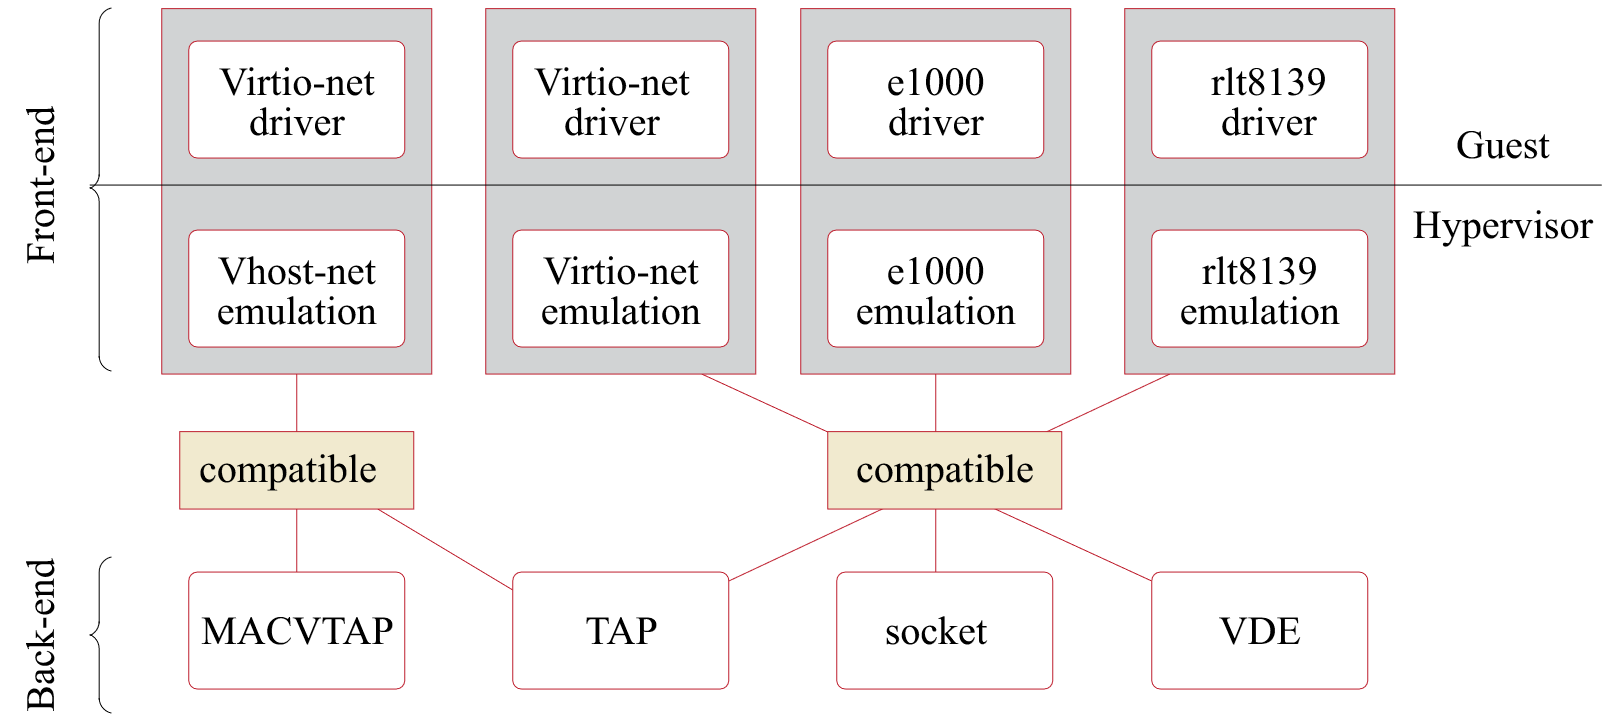 Front-end
Virtio-net
driver
Virtio-net
driver
e1000
driver
rlt8139
driver
Guest
Hypervisor
Vhost-net
emulation
Virtio-net
emulation
e1000
emulation
rlt8139
emulation
compatible
compatible
Back-end
MACVTAP
TAP
socket
VDE